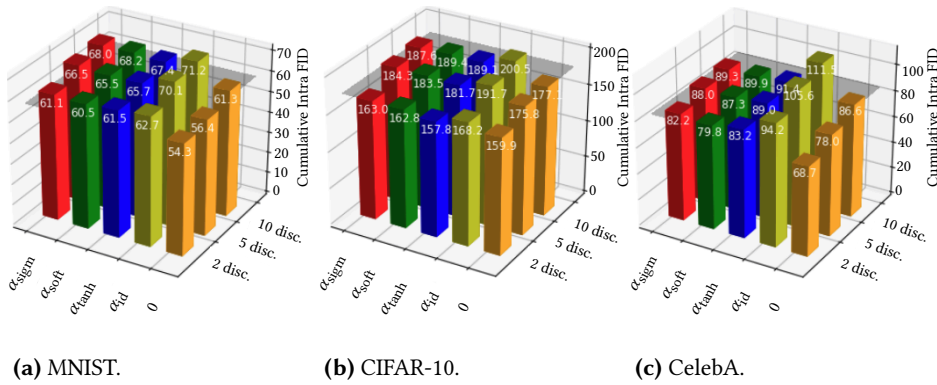 68.0
68.2
67.4
71.2
66.5
65.5
65.7
70.1
61.3
61.1
60.5
61.5
62.7
56.4
54.3
70
60
50
40
30
20
10
0
Cumulative Intra FID
10 disc.
5 disc.
2 disc.
αsigm
αsoft
αtanh
αid
0
(a) MNIST.
187.6
189.4
189.1
200.5
184.3
183.5
181.7
191.7
177.1
163.0
162.8
157.8
168.2
175.8
159.9
200
150
100
50
0
Cumulative Intra FID
10 disc.
5 disc.
2 disc.
αsigm
αsoft
αtanh
αid
0
(b) CIFAR-10.
89.3
89.9
91.4
111.5
88.0
87.3
89.0
105.6
86.6
82.2
79.8
83.2
94.2
78.0
68.7
100
80
60
40
20
0
Cumulative Intra FID
10 disc.
5 disc.
2 disc.
αsigm
αsoft
αtanh
αid
0
(c) CelebA.